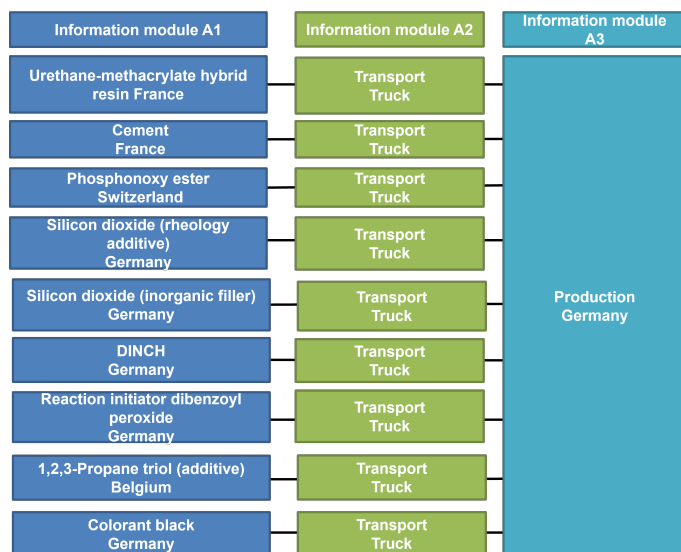 Information module A1
Information module A2
Information module
A3
Urethane-methacrylate hybrid
resin France
Transport
Truck
Cement
France
Transport
Truck
Phosphonoxy ester
Switzerland
Transport
Truck
Silicon dioxide (rheology
additive)
Germany
Transport
Truck
Silicon dioxide (inorganic filler)
Germany
Transport
Truck
Production
Germany
DINCH
Germany
Transport
Truck
Reaction initiator dibenzoyl
peroxide
Germany
Transport
Truck
1,2,3-Propane triol (additive)
Belgium
Transport
Truck
Colorant black
Germany
Transport
Truck